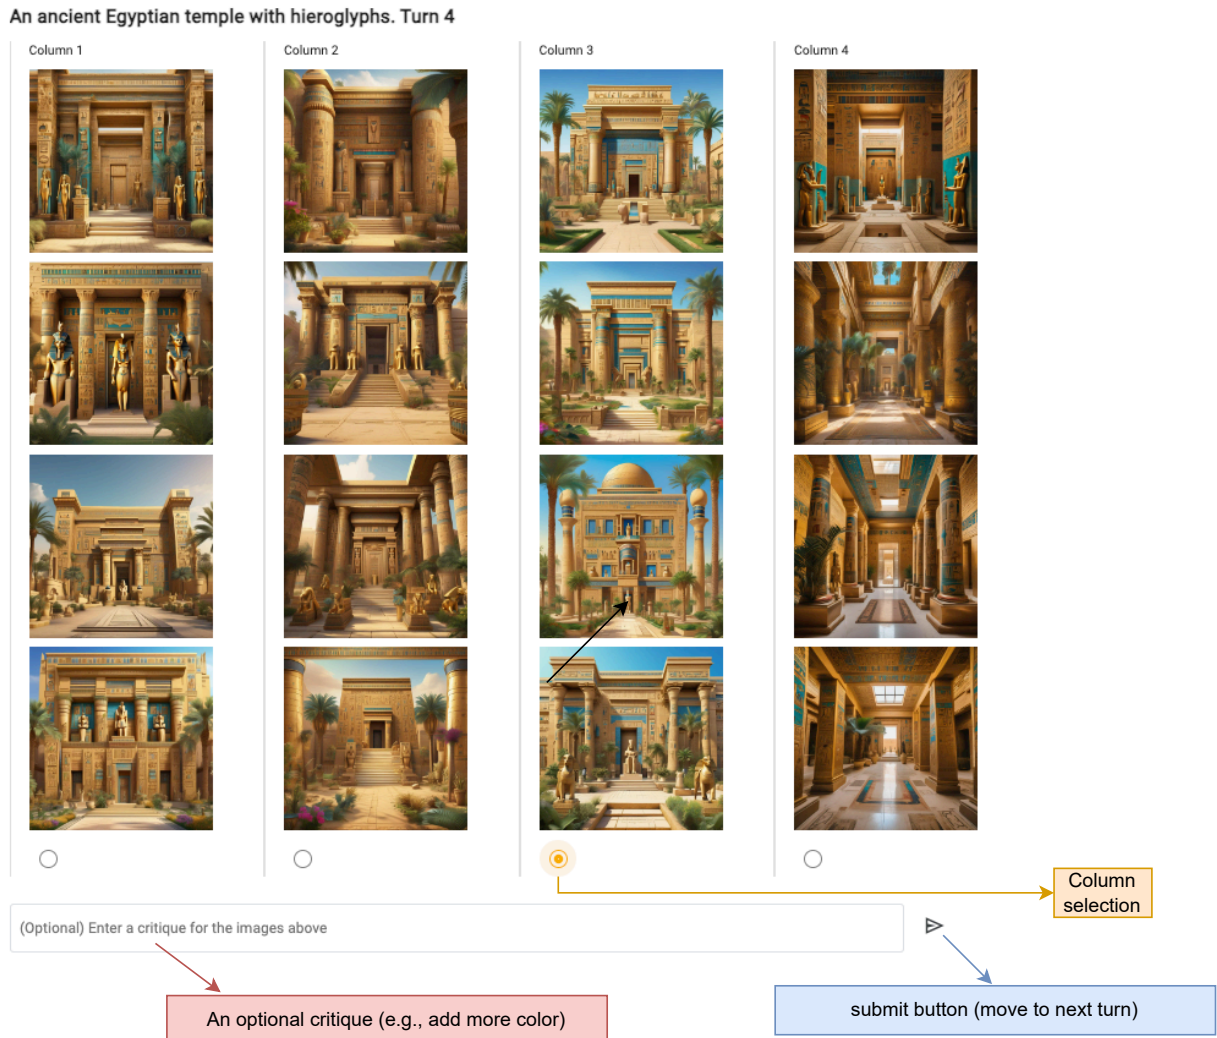 An ancient Egyptian temple with hieroglyphs. Turn 4
Column 1
Column 2
Column 3
Column 4
Column
selection
(Optional) Enter a critique for the images above
An optional critique (e.g., add more color)
submit button (move to next turn)